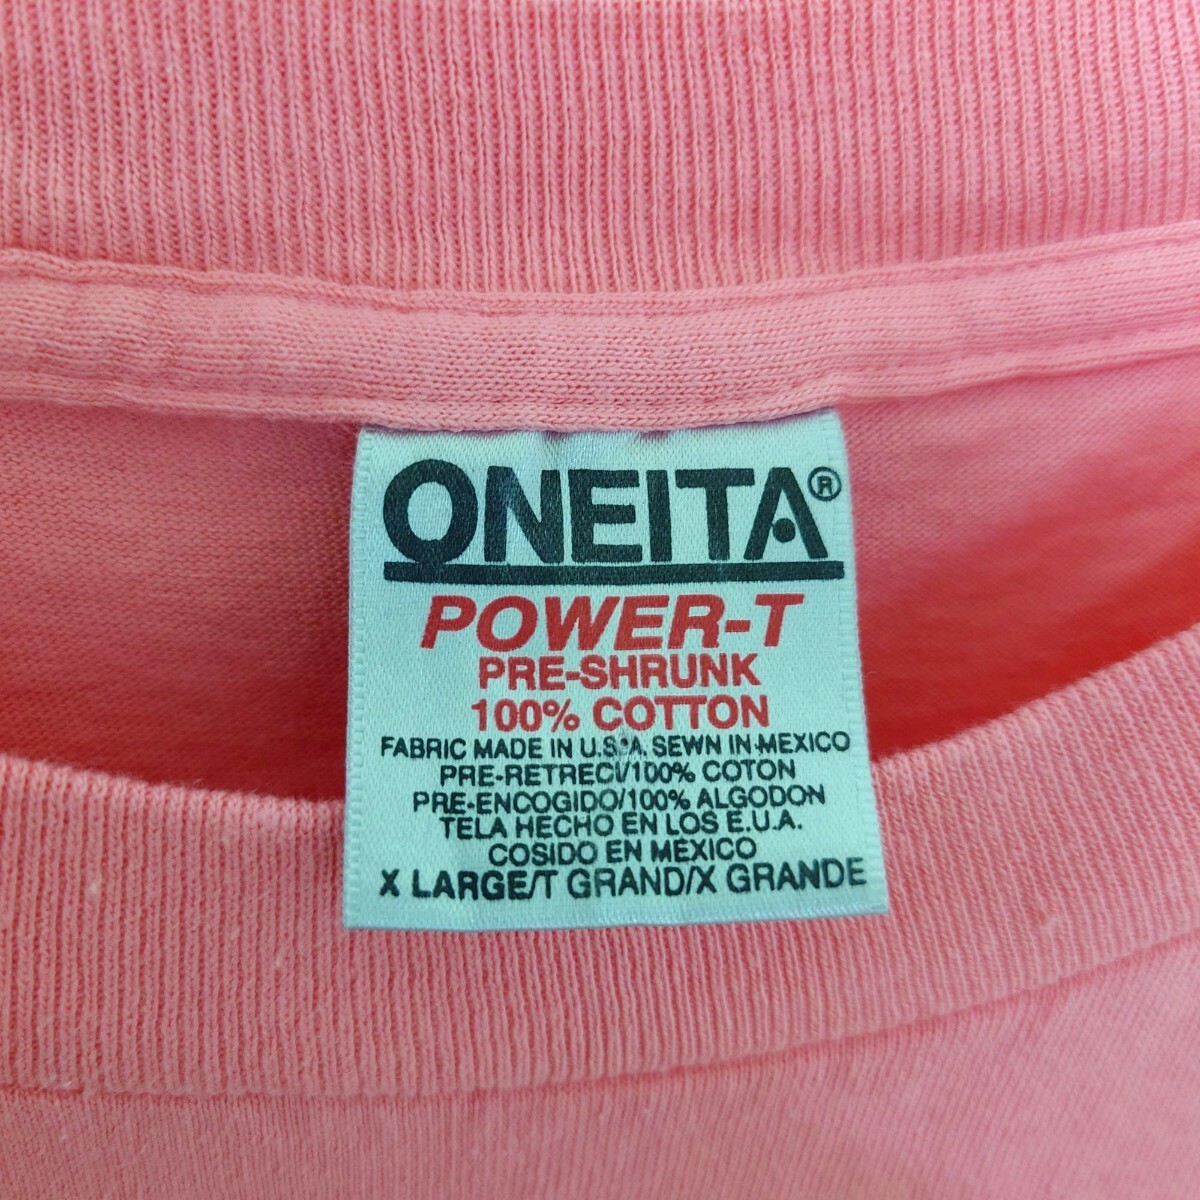 ONEITA®
POWER-T
PRE-SHRUNK
100% COTTON
FABRIC MADE IN U.S.A. SEWN IN MEXICO
PRE-RETRECI/100% COTON
PRE-ENCOGIDO/100% ALGODON
TELA HECHO EN LOS E.U.A.
COSIDO EN MEXICO
X LARGE/T GRAND/X GRANDE